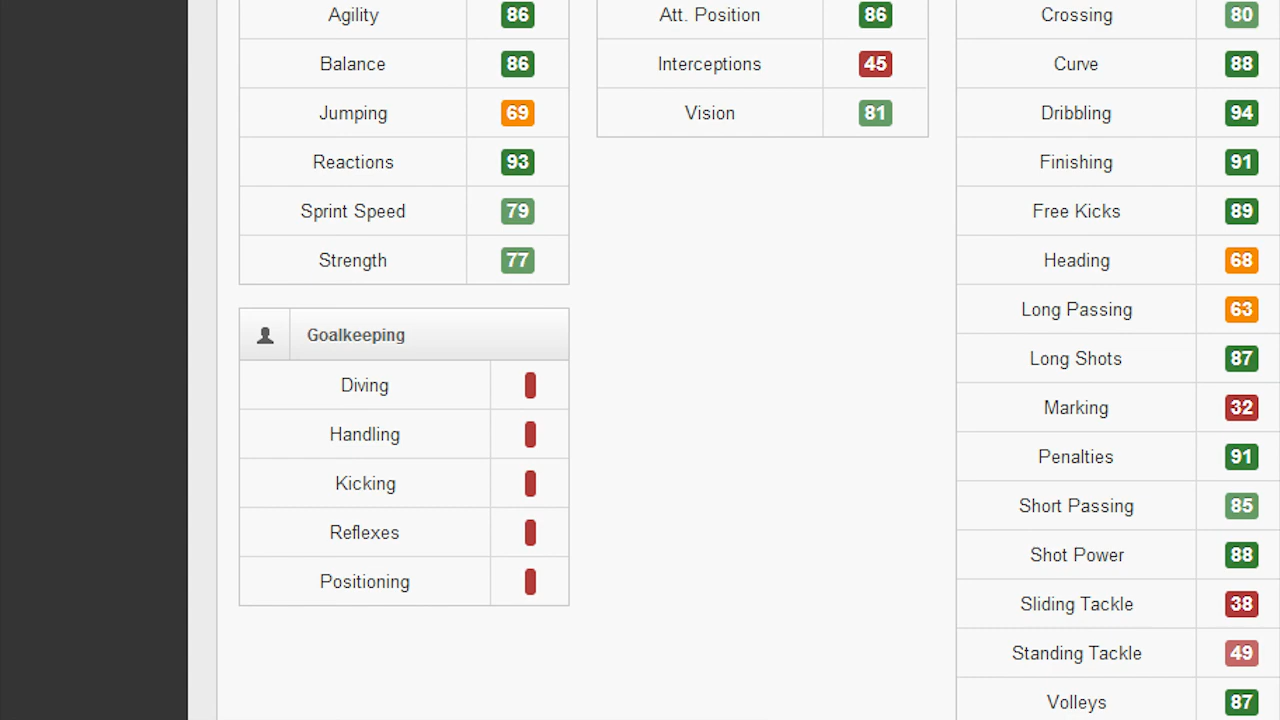 Agility 86
Balance 86
Jumping 69
Reactions 93
Sprint Speed 79
Strength 77
Goalkeeping
Diving
Handling
Kicking
Reflexes
Positioning
Att. Position 86
Interceptions 45
Vision 81
Crossing 80
Curve 88
Dribbling 94
Finishing 91
Free Kicks 89
Heading 68
Long Passing 63
Long Shots 87
Marking 32
Penalties 91
Short Passing 85
Shot Power 88
Sliding Tackle 38
Standing Tackle 49
Volleys 87